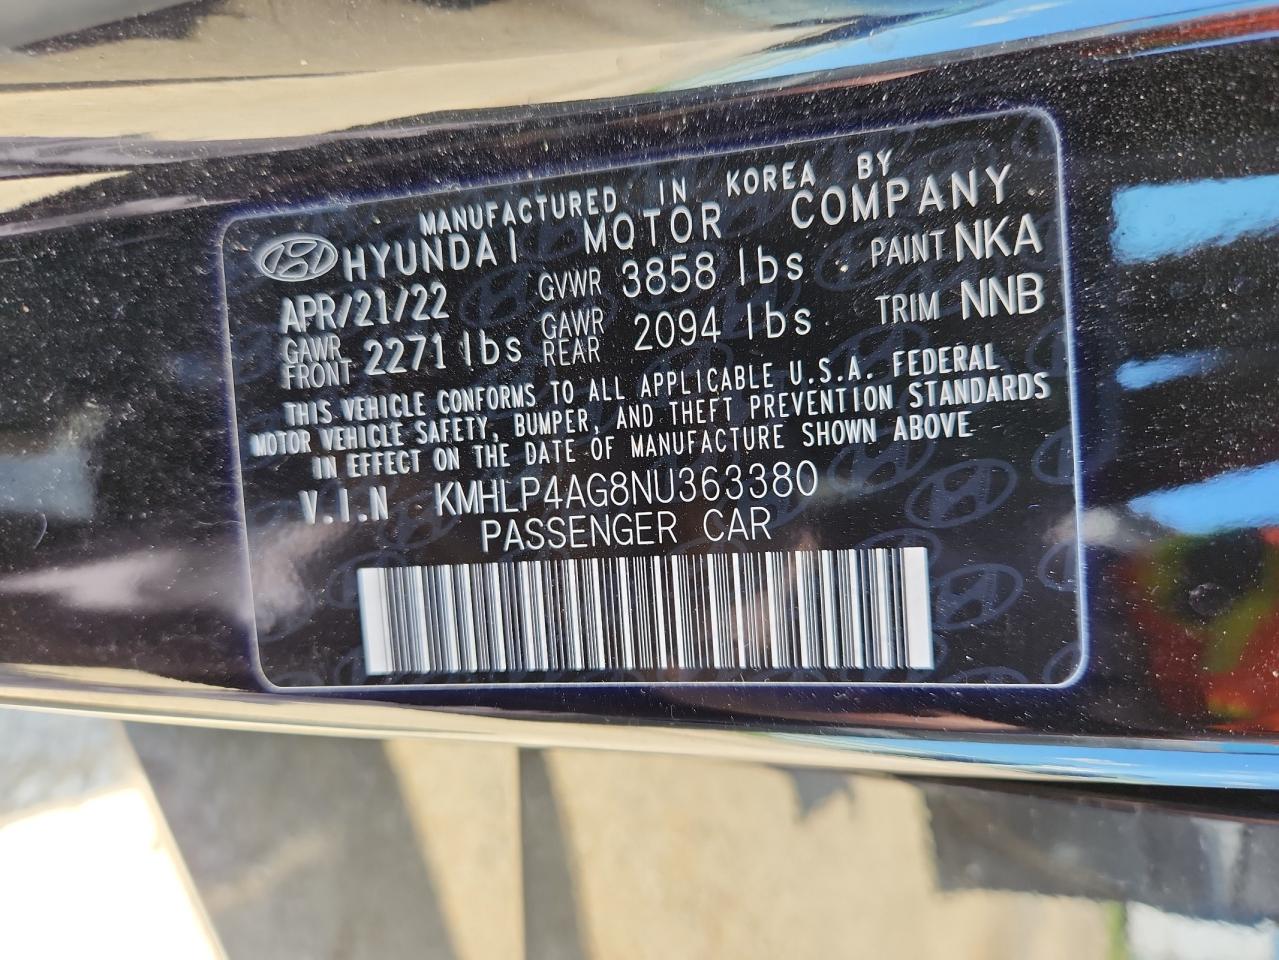 MANUFACTURED IN KOREA BY
HYUNDAI MOTOR COMPANY
APR/21/22 GVWR 3858 lbs PAINT NKA
GAWR FRONT 2271 lbs GAWR REAR 2094 lbs TRIM NNB
THIS VEHICLE CONFORMS TO ALL APPLICABLE U.S.A. FEDERAL
MOTOR VEHICLE SAFETY, BUMPER, AND THEFT PREVENTION STANDARDS
IN EFFECT ON THE DATE OF MANUFACTURE SHOWN ABOVE
V.I.N KMHLP4AG8NU363380
PASSENGER CAR